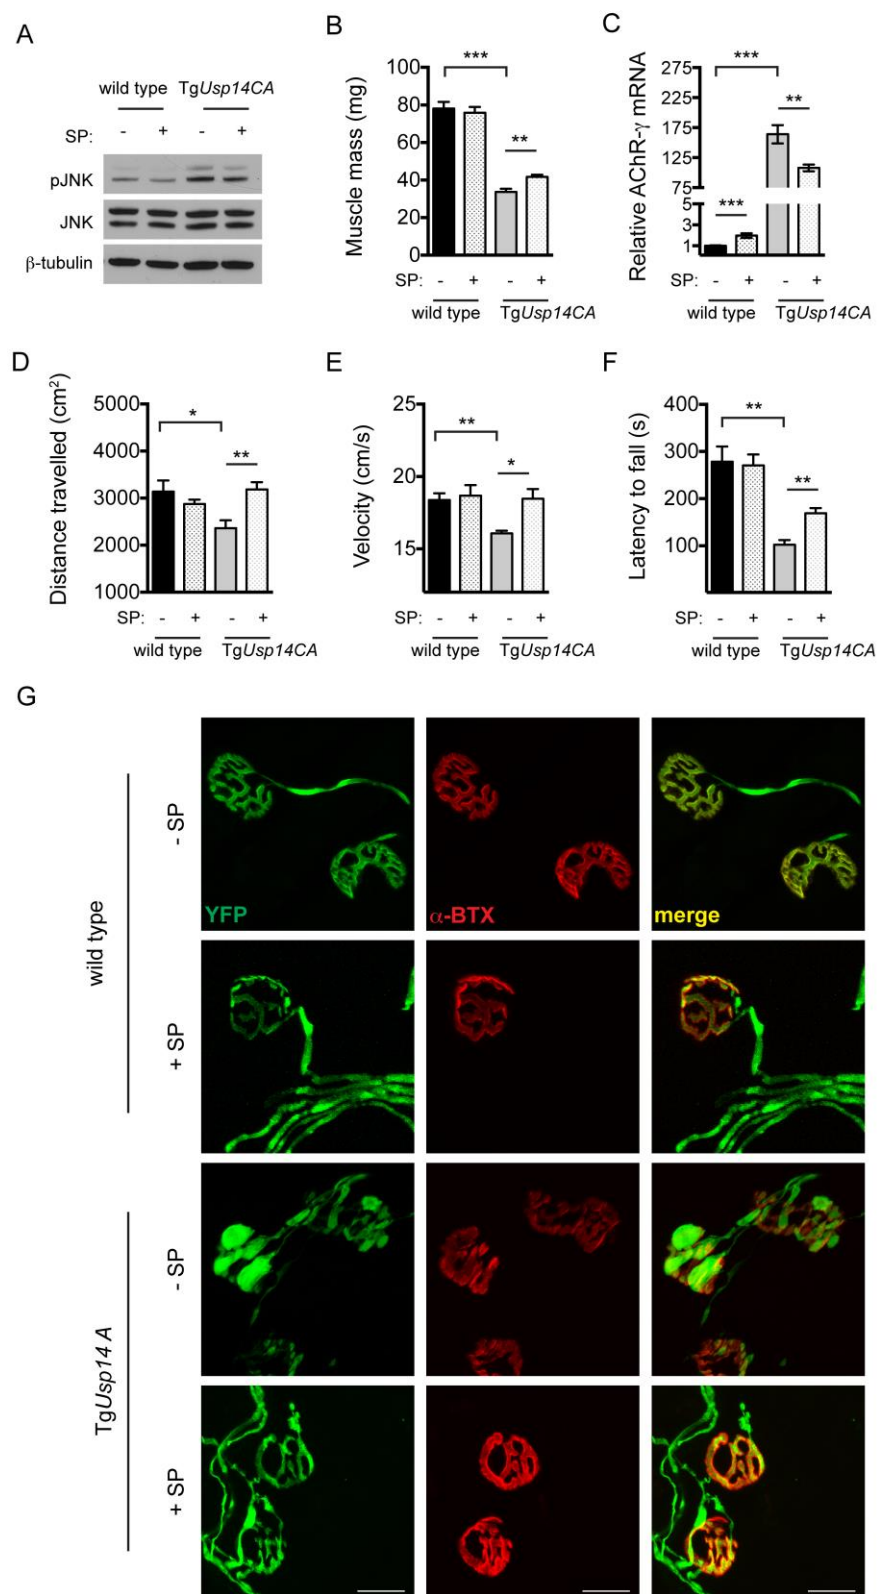 A
wild type TgUsp14CA
SP: - + - +
pJNK
JNK
β-tubulin
B
Muscle mass (mg)
100
80
60
40
20
0
***
**
SP: - + - +
wild type TgUsp14CA
C
Relative AChR-γ mRNA
275
225
175
125
75
5
3
1
***
**
***
SP: - + - +
wild type TgUsp14CA
D
Distance travelled (cm²)
5000
4000
3000
2000
1000
*
**
SP: - + - +
wild type TgUsp14CA
E
Velocity (cm/s)
25
20
15
**
*
SP: - + - +
wild type TgUsp14CA
F
Latency to fall (s)
400
300
200
100
**
**
SP: - + - +
wild type TgUsp14CA
G
wild type
- SP
YFP α-BTX merge
+ SP
TgUsp14 A
- SP
+ SP